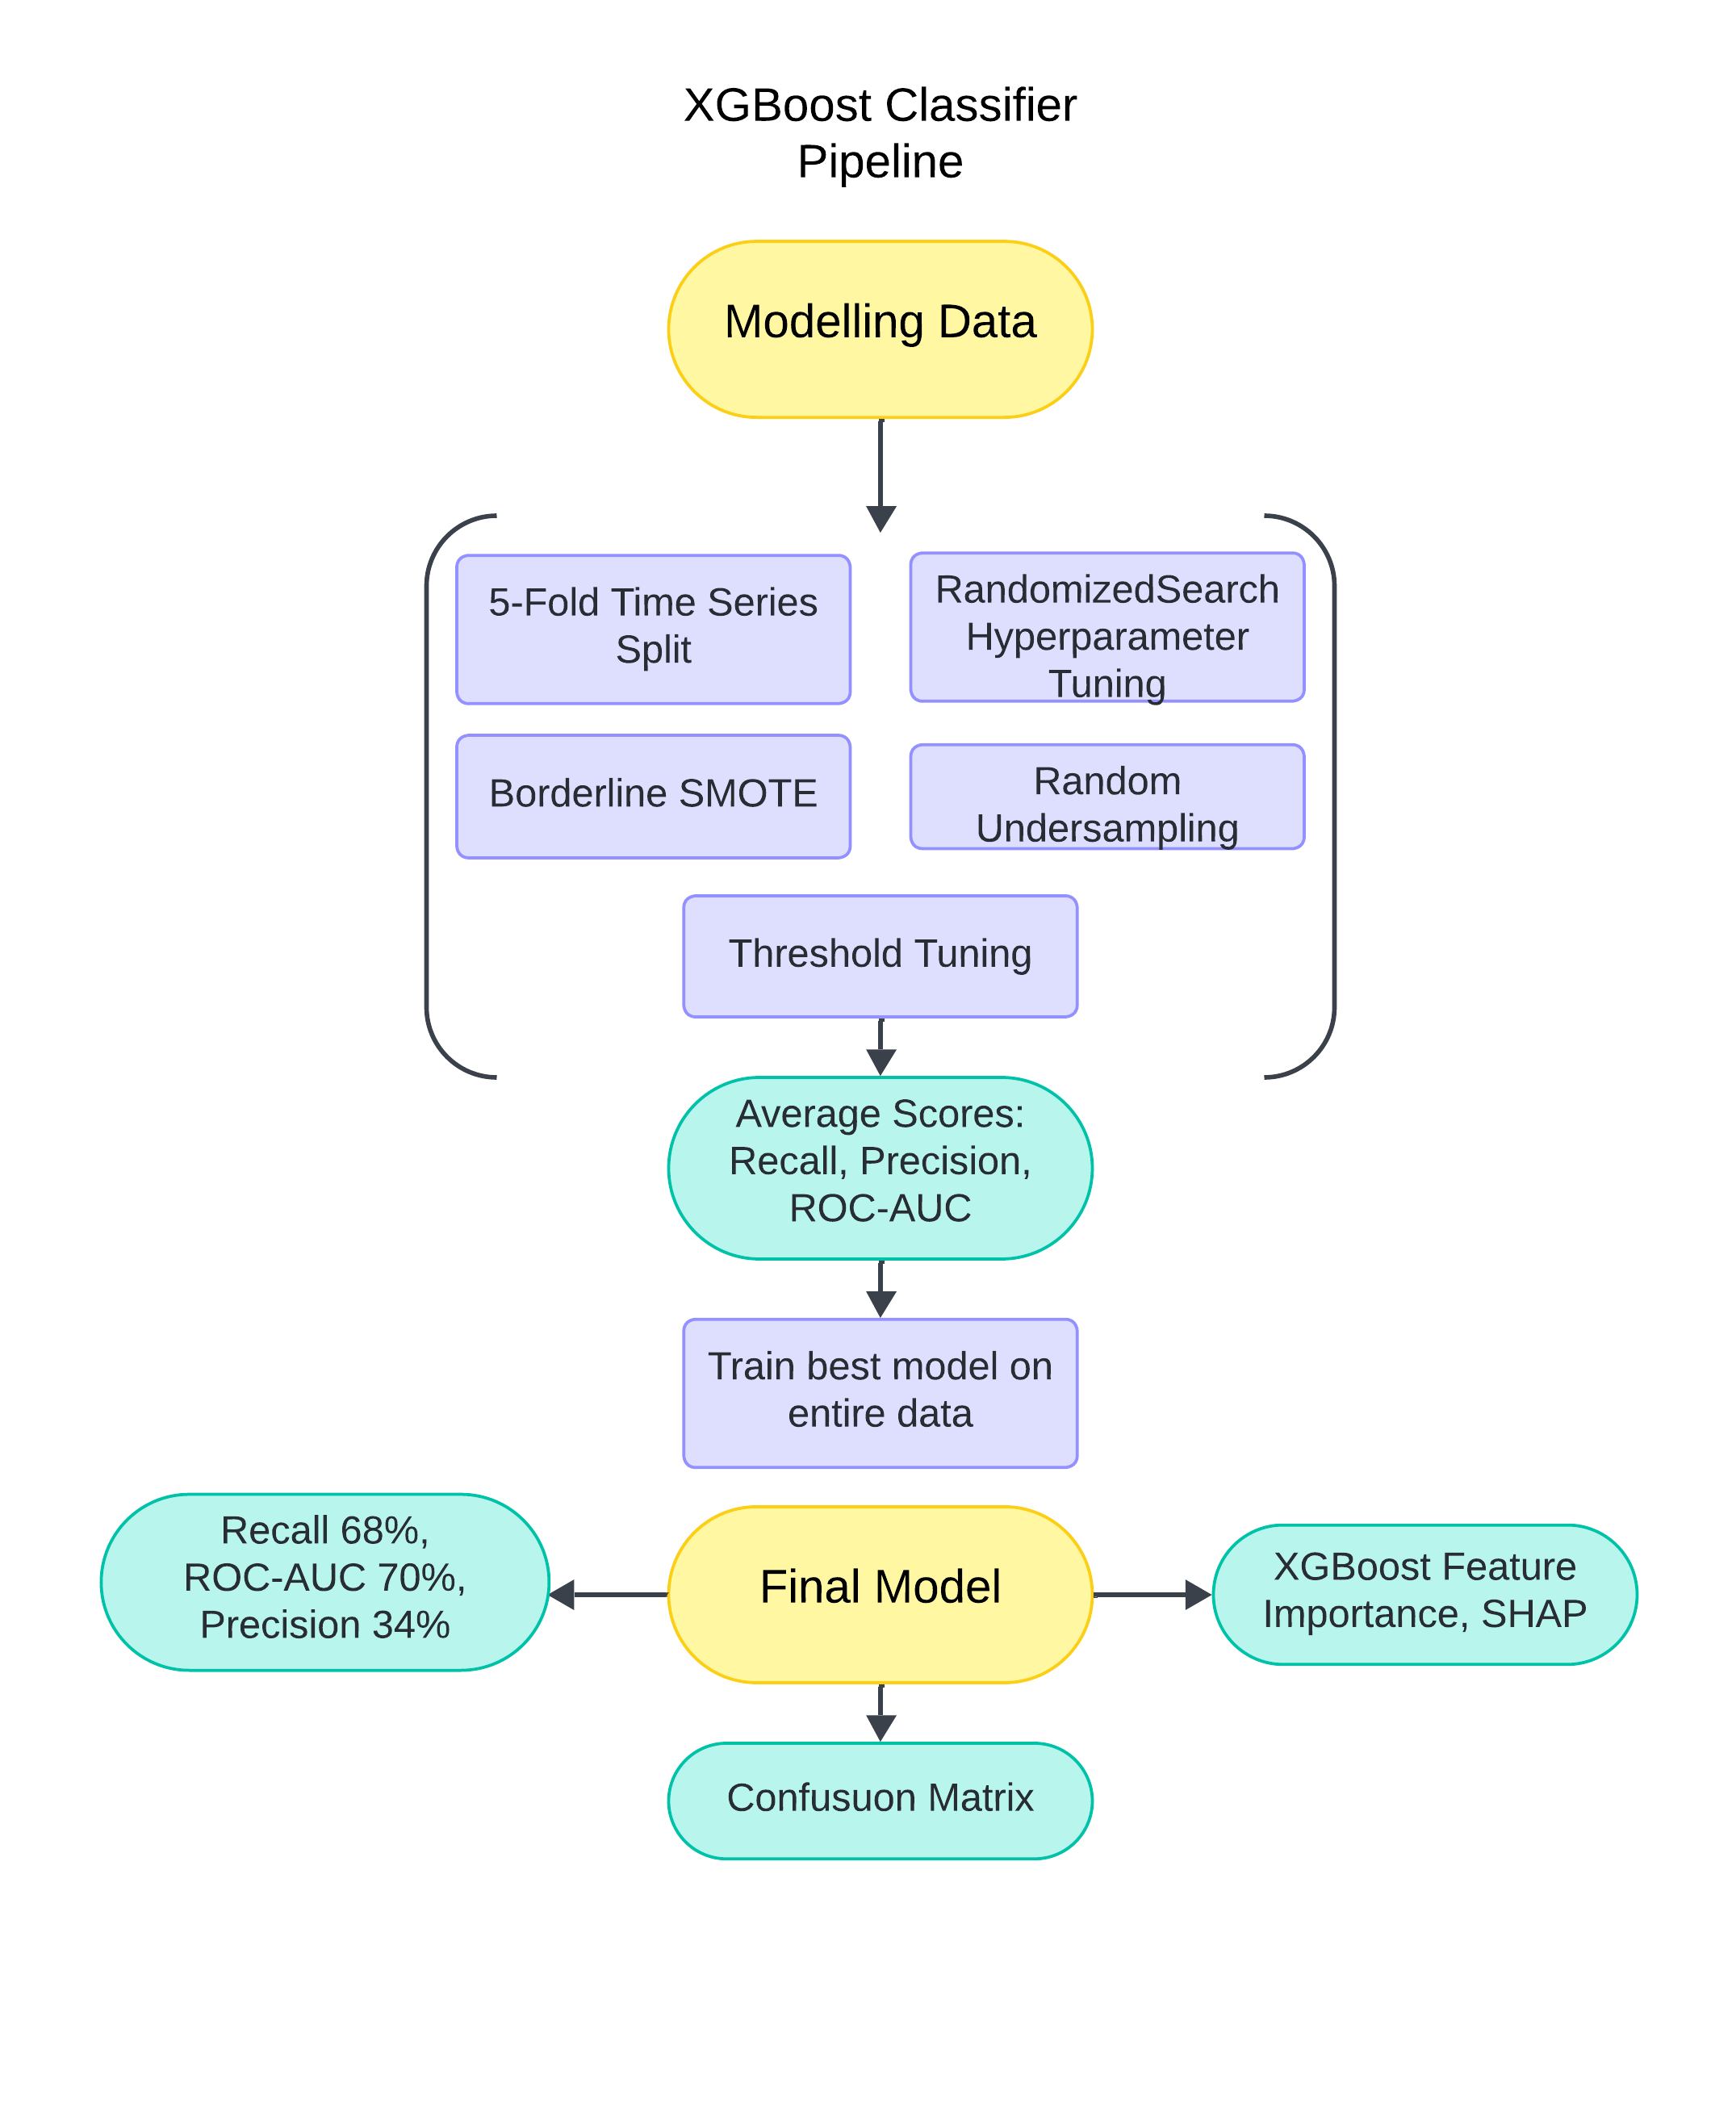 XGBoost Classifier
Pipeline
Modelling Data
5-Fold Time Series
Split
RandomizedSearch
Hyperparameter
Tuning
Borderline SMOTE
Random
Undersampling
Threshold Tuning
Average Scores:
Recall, Precision,
ROC-AUC
Train best model on
entire data
Recall 68%,
ROC-AUC 70%,
Precision 34%
Final Model
XGBoost Feature
Importance, SHAP
Confusuon Matrix